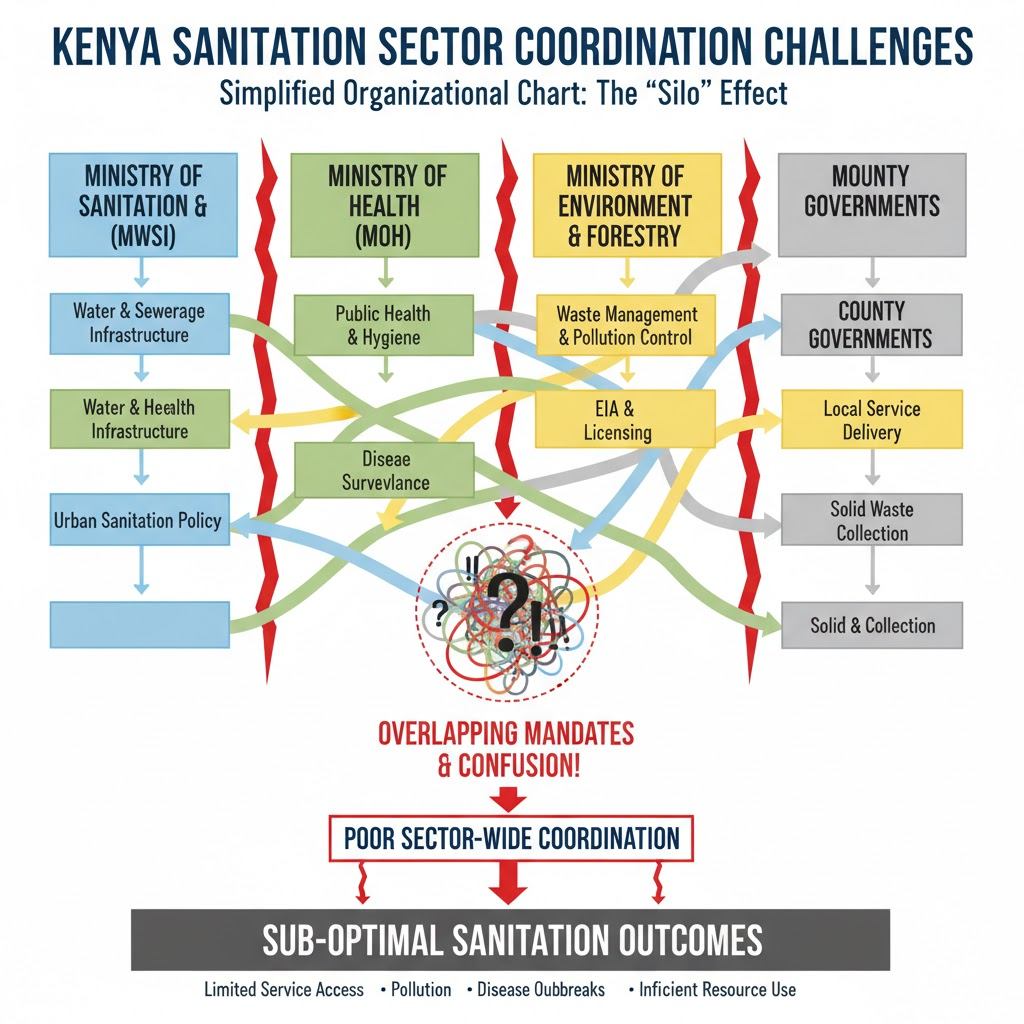 KENYA SANITATION SECTOR COORDINATION CHALLENGES
Simplified Organizational Chart: The “Silo” Effect
MINISTRY OF
SANITATION &
(MWSI)
Water & Sewerage
Infrastructure
Water & Health
Infrastructure
Urban Sanitation Policy
MINISTRY OF
HEALTH
(MOH)
Public Health
& Hygiene
Diseae
Survevlance
MINISTRY OF
ENVIRONMENT
& FORESTRY
Waste Management
& Pollution Control
EIA &
Licensing
MOUNTY
GOVERNMENTS
COUNTY
GOVERNMENTS
Local Service
Delivery
Solid Waste
Collection
Solid & Collection
!!
?
?
!
!!
OVERLAPPING MANDATES
& CONFUSION!
POOR SECTOR-WIDE COORDINATION
SUB-OPTIMAL SANITATION OUTCOMES
Limited Service Access • Pollution • Disease Oubbreaks • Inficient Resource Use